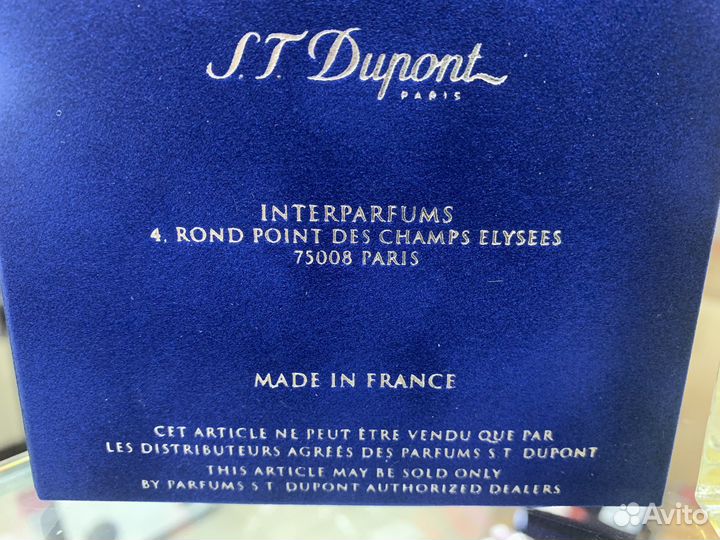 S.T. Dupont
PARIS
INTERPARFUMS
4, ROND POINT DES CHAMPS ELYSEES
75008 PARIS
MADE IN FRANCE
CET ARTICLE NE PEUT ÊTRE VENDU QUE PAR
LES DISTRIBUTEURS AGRÉÉS DES PARFUMS S.T DUPONT
THIS ARTICLE MAY BE SOLD ONLY
BY PARFUMS S.T DUPONT AUTHORIZED DEALERS
Avito